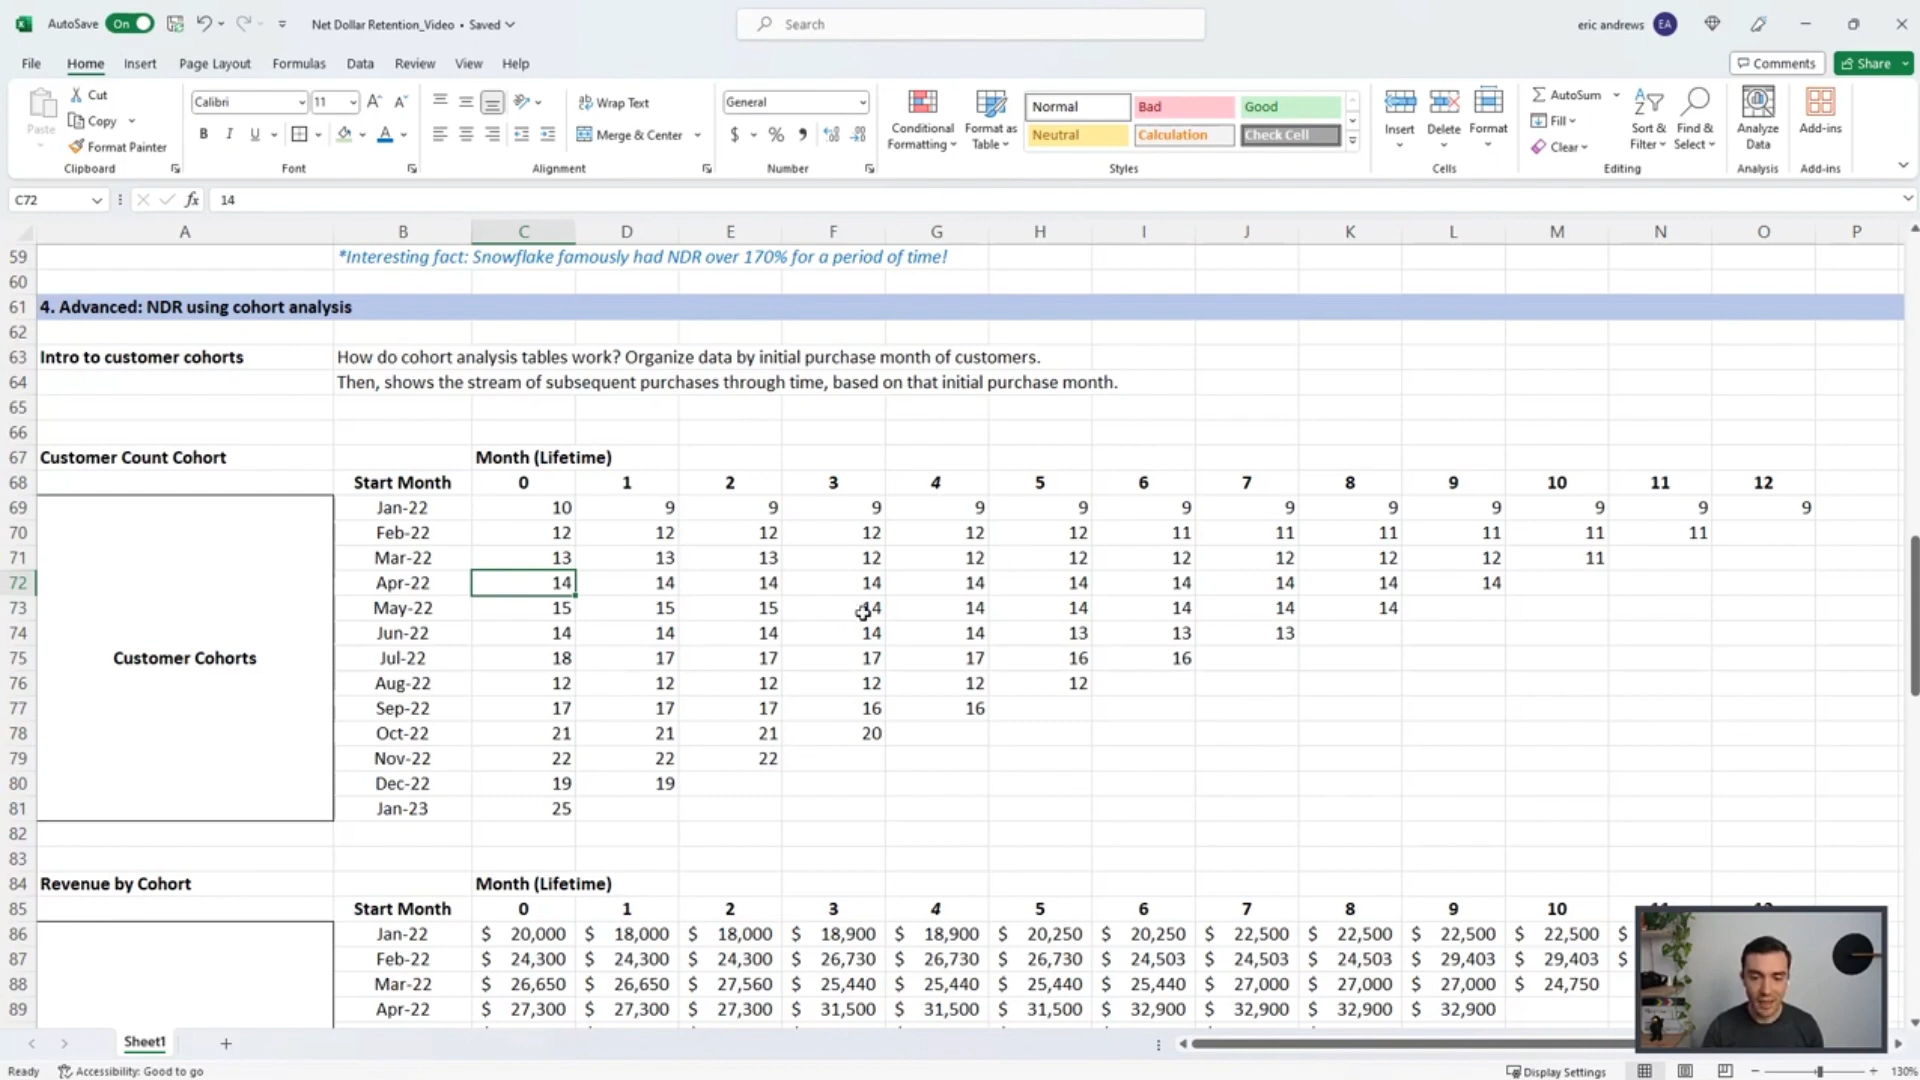 AutoSave On Net Dollar Retention_Video • Saved Search eric andrews EA
File Home Insert Page Layout Formulas Data Review View Help Comments Share
Paste Cut Copy Format Painter Clipboard
Calibri 11 B I U A Font
Wrap Text Merge & Center Alignment
General $ % Number
Conditional Formatting Format as Table Normal Bad Good Neutral Calculation Check Cell Styles
Insert Delete Format Cells
AutoSum Fill Clear Sort & Filter Find & Select Editing
Analyze Data Analysis Add-ins Add-ins
C72 fx 14
A B C D E F G H I J K L M N O P
59 *Interesting fact: Snowflake famously had NDR over 170% for a period of time!
60
61 4. Advanced: NDR using cohort analysis
62
63 Intro to customer cohorts How do cohort analysis tables work? Organize data by initial purchase month of customers.
64 Then, shows the stream of subsequent purchases through time, based on that initial purchase month.
65
66
67 Customer Count Cohort Month (Lifetime)
68 Start Month 0 1 2 3 4 5 6 7 8 9 10 11 12
69 Jan-22 10 9 9 9 9 9 9 9 9 9 9 9 9
70 Feb-22 12 12 12 12 12 12 11 11 11 11 11 11
71 Mar-22 13 13 13 12 12 12 12 12 12 12 11
72 Apr-22 14 14 14 14 14 14 14 14 14 14
73 May-22 15 15 15 14 14 14 14 14 14
74 Jun-22 14 14 14 14 14 13 13 13
75 Customer Cohorts Jul-22 18 17 17 17 17 16 16
76 Aug-22 12 12 12 12 12 12
77 Sep-22 17 17 17 16 16
78 Oct-22 21 21 21 20
79 Nov-22 22 22 22
80 Dec-22 19 19
81 Jan-23 25
82
83
84 Revenue by Cohort Month (Lifetime)
85 Start Month 0 1 2 3 4 5 6 7 8 9 10
86 Jan-22 $ 20,000 $ 18,000 $ 18,000 $ 18,900 $ 18,900 $ 20,250 $ 20,250 $ 22,500 $ 22,500 $ 22,500 $ 22,500 $
87 Feb-22 $ 24,300 $ 24,300 $ 24,300 $ 26,730 $ 26,730 $ 26,730 $ 24,503 $ 24,503 $ 24,503 $ 29,403 $ 29,403 $
88 Mar-22 $ 26,650 $ 26,650 $ 27,560 $ 25,440 $ 25,440 $ 25,440 $ 25,440 $ 27,000 $ 27,000 $ 27,000 $ 24,750
89 Apr-22 $ 27,300 $ 27,300 $ 27,300 $ 31,500 $ 31,500 $ 31,500 $ 32,900 $ 32,900 $ 32,900 $ 32,900
Sheet1
Ready Accessibility: Good to go Display Settings 130%